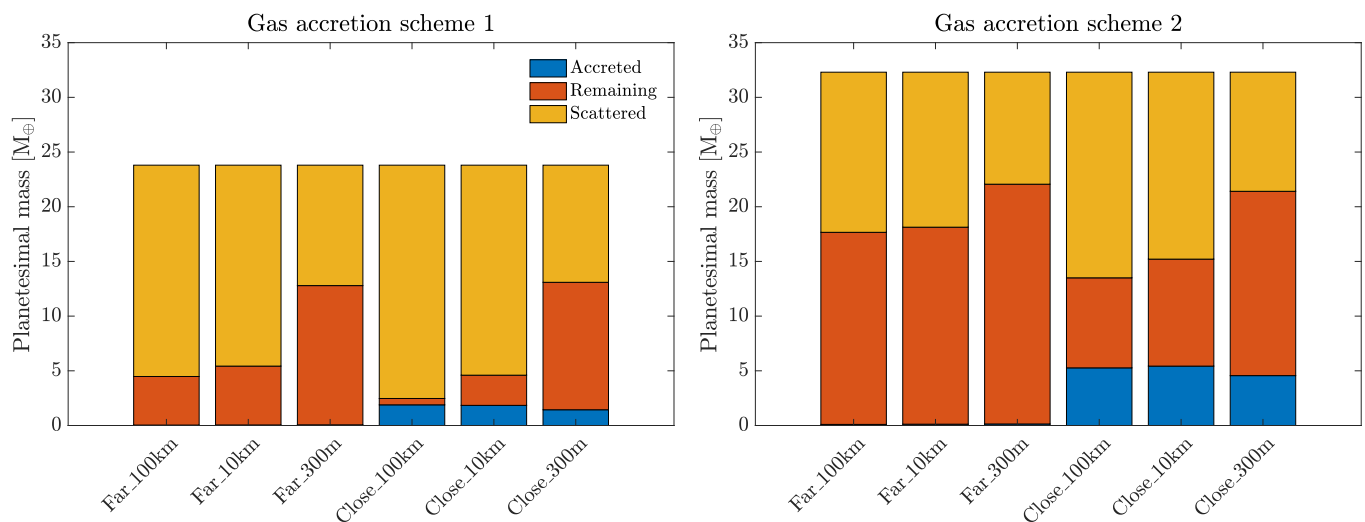 Gas accretion scheme 1
Planetesimal mass [M⊕]
35
30
25
20
15
10
5
0
Accreted
Remaining
Scattered
Far_100km
Far_10km
Far_300m
Close_100km
Close_10km
Close_300m
Gas accretion scheme 2
Planetesimal mass [M⊕]
35
30
25
20
15
10
5
0
Far_100km
Far_10km
Far_300m
Close_100km
Close_10km
Close_300m